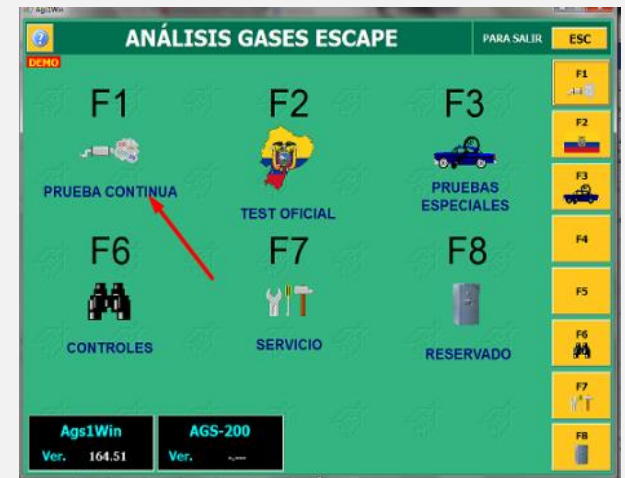 Ags1Win
ANÁLISIS GASES ESCAPE
PARA SALIR
ESC
DEMO
F1
F2
F3
PRUEBA CONTINUA
TEST OFICIAL
PRUEBAS
ESPECIALES
F6
F7
F8
CONTROLES
SERVICIO
RESERVADO
F1
F2
F3
F4
F5
F6
F7
F8
Ags1Win
Ver. 164.51
AGS-200
Ver. -.---